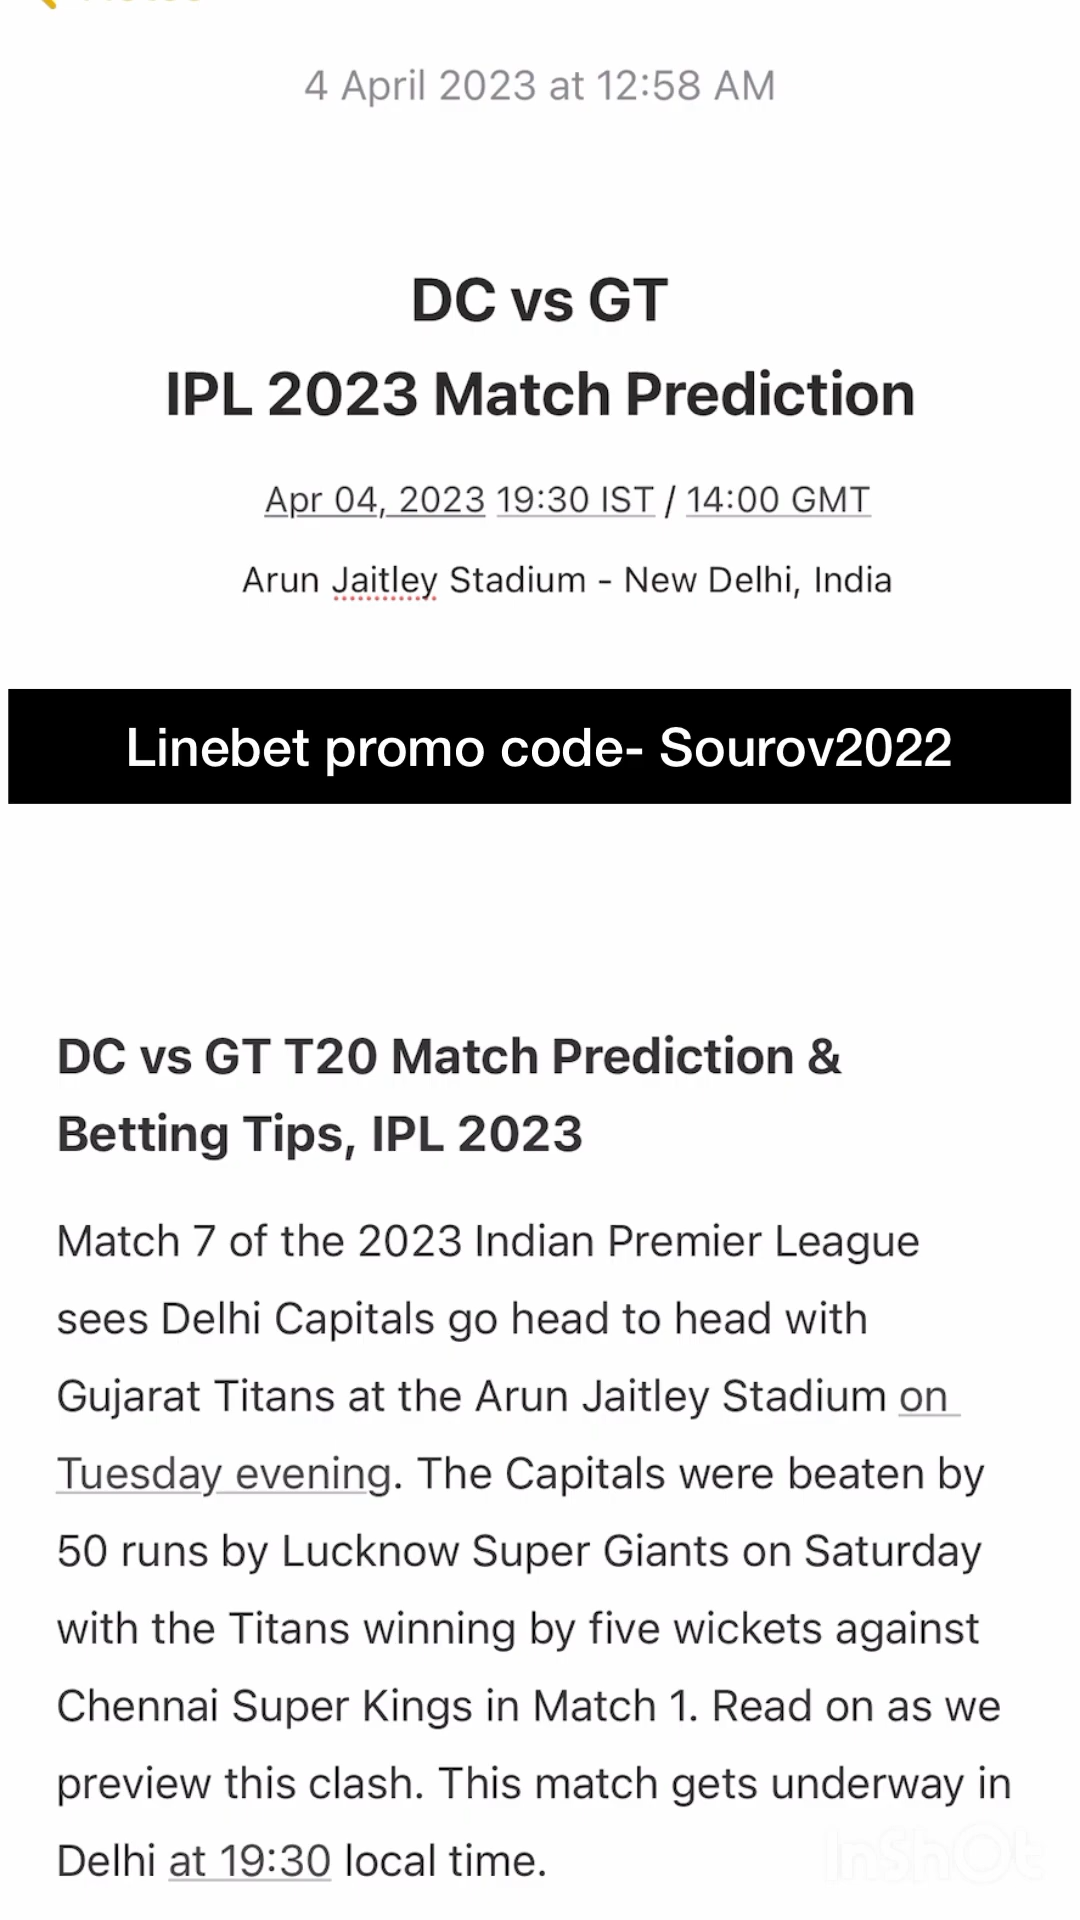 4 April 2023 at 12:58 AM
DC vs GT
IPL 2023 Match Prediction
Apr 04, 2023 19:30 IST / 14:00 GMT
Arun Jaitley Stadium - New Delhi, India
Linebet promo code- Sourov2022
DC vs GT T20 Match Prediction &
Betting Tips, IPL 2023
Match 7 of the 2023 Indian Premier League
sees Delhi Capitals go head to head with
Gujarat Titans at the Arun Jaitley Stadium on
Tuesday evening. The Capitals were beaten by
50 runs by Lucknow Super Giants on Saturday
with the Titans winning by five wickets against
Chennai Super Kings in Match 1. Read on as we
preview this clash. This match gets underway in
Delhi at 19:30 local time.
InShOt